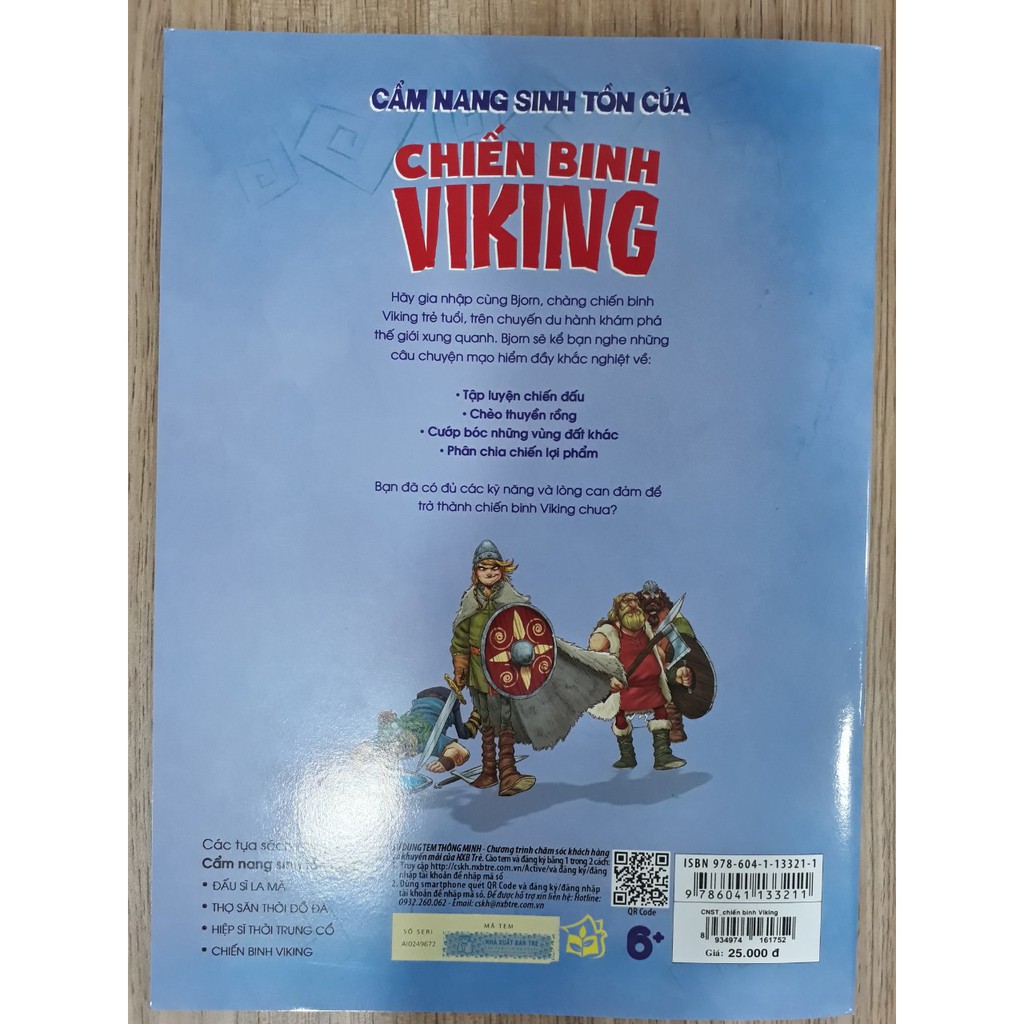 CẨM NANG SINH TỒN CỦA
CHIẾN BINH
VIKING
Hãy gia nhập cùng Bjorn, chàng chiến binh
Viking trẻ tuổi, trên chuyến du hành khám phá
thế giới xung quanh. Bjorn sẽ kể bạn nghe những
câu chuyện mạo hiểm đầy khắc nghiệt về:
• Tập luyện chiến đấu
• Chèo thuyền rồng
• Cướp bóc những vùng đất khác
• Phân chia chiến lợi phẩm
Bạn đã có đủ các kỹ năng và lòng can đảm để
trở thành chiến binh Viking chưa?
Các tựa sách
Cẩm nang sinh
• ĐẤU SĨ LA MÃ
• THỢ SĂN THỜI ĐỒ ĐÁ
• HIỆP SĨ THỜI TRUNG CỔ
• CHIẾN BINH VIKING
DỤNG TEM THÔNG MINH - Chương trình chăm sóc khách hàng
khuyến mãi của NXB Trẻ. Cào tem và đăng ký bằng 1 trong 2 cách:
Truy cập http://cskh.nxbtre.com.vn/Active/và đăng ký/đăng
nhập tài khoản để nhập mã số
2. Dùng smartphone quét QR Code và đăng ký/đăng nhập
tài khoản để nhập mã số. Để được hỗ trợ xin liên hệ: Hotline:
0932.260.062 - Email: cskh@nxbtre.com.vn
QR Code
SỐ SERI
AI0249672
MÃ TEM
NHÀ XUẤT BẢN TRẺ
6+
ISBN 978-604-1-13321-1
9 786041 133211
CNST_chiến binh Viking
8 934974 161752
Giá: 25.000 đ